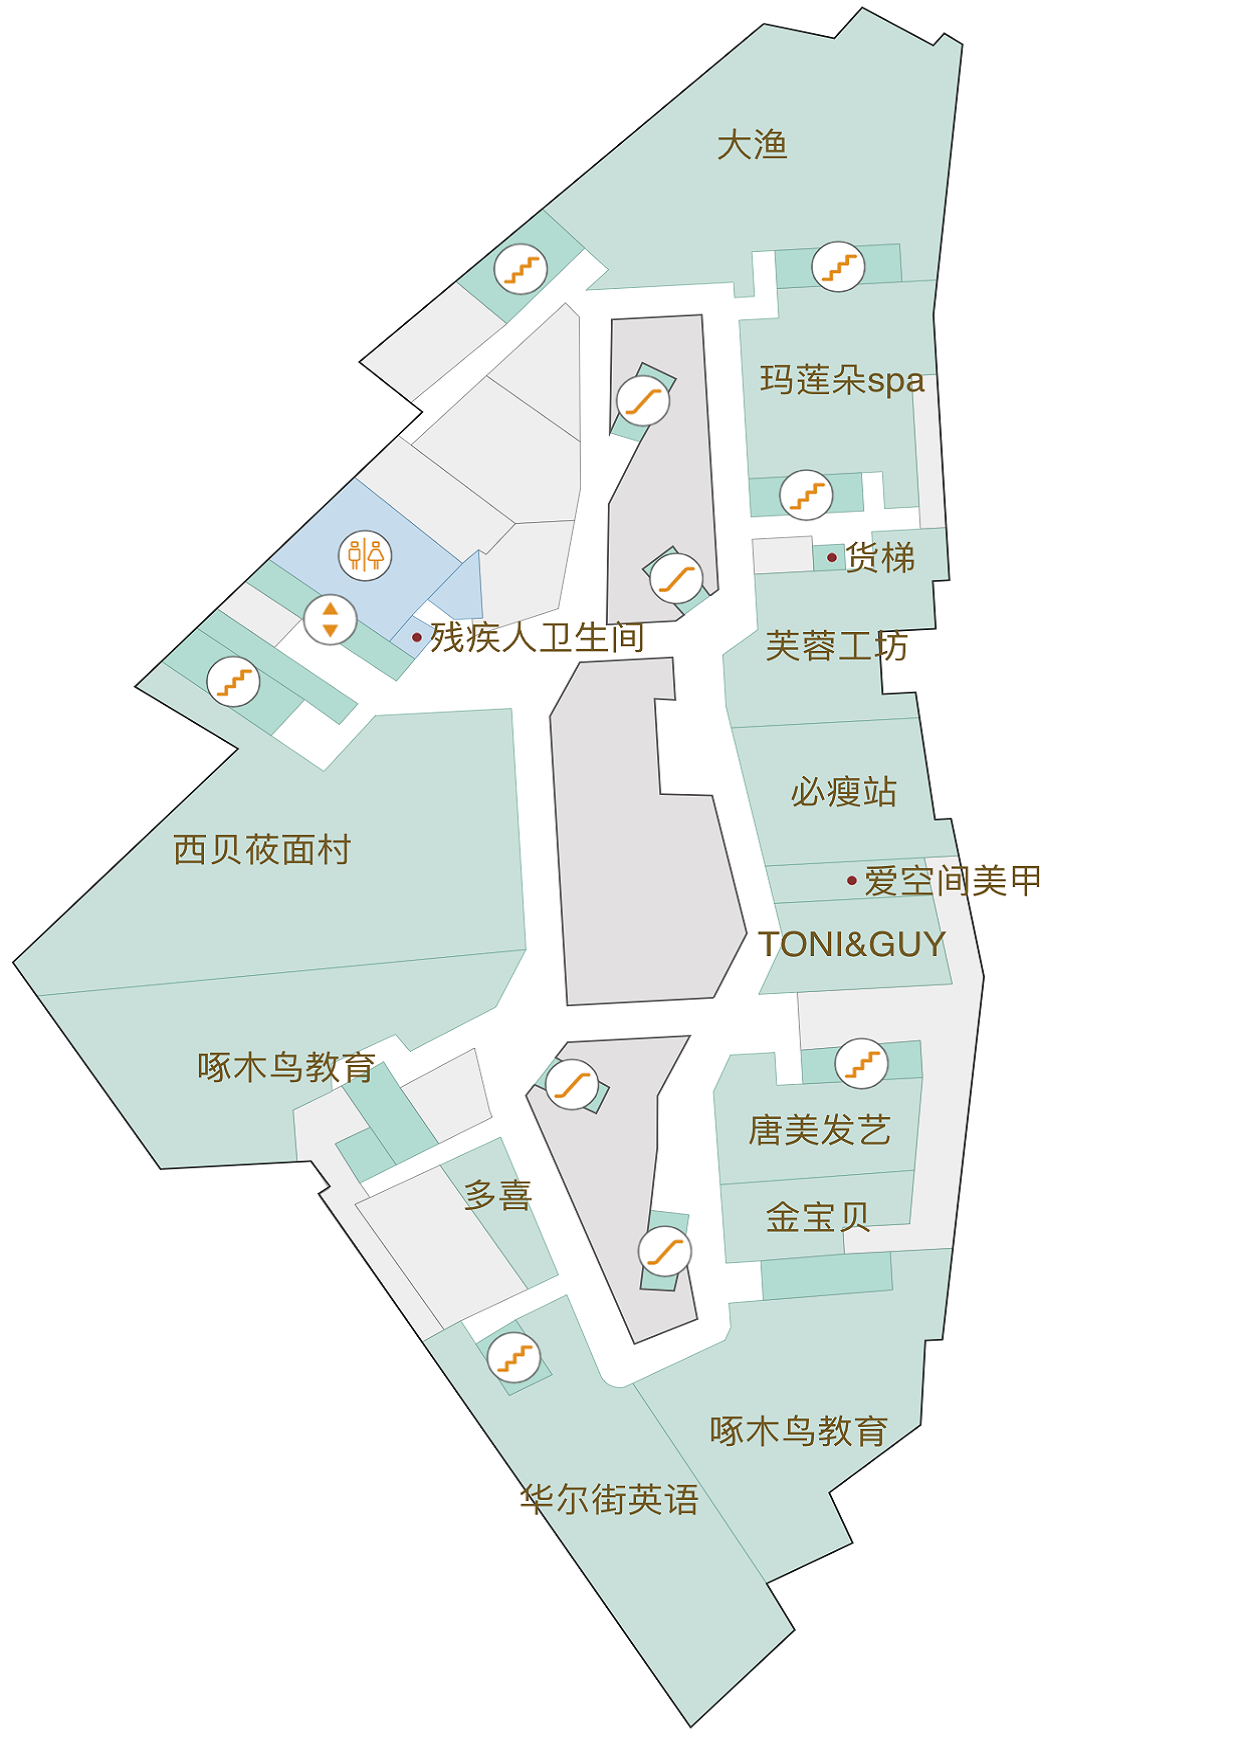 大渔
玛莲朵spa
货梯
残疾人卫生间
芙蓉工坊
必瘦站
西贝莜面村
爱空间美甲
TONI&GUY
啄木鸟教育
唐美发艺
多喜
金宝贝
啄木鸟教育
华尔街英语